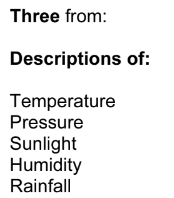 Three from:
Descriptions of:
Temperature
Pressure
Sunlight
Humidity
Rainfall